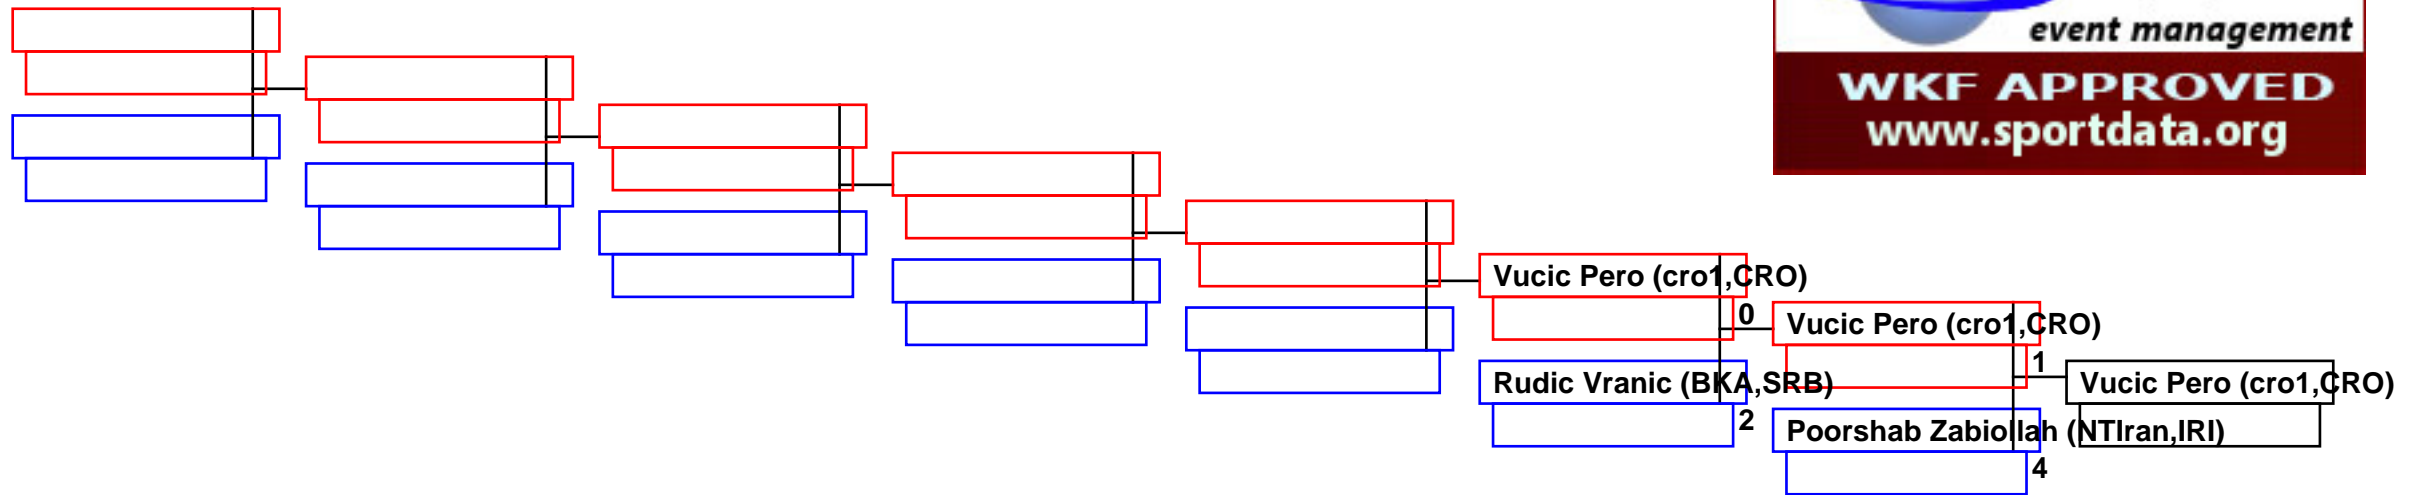 event management
WKF APPROVED
www.sportdata.org
Vucic Pero (cro1,CRO)
0
Rudic Vranic (BKA,SRB)
2
Vucic Pero (cro1,CRO)
1
Poorshab Zabiollah (NTIran,IRI)
4
Vucic Pero (cro1,CRO)